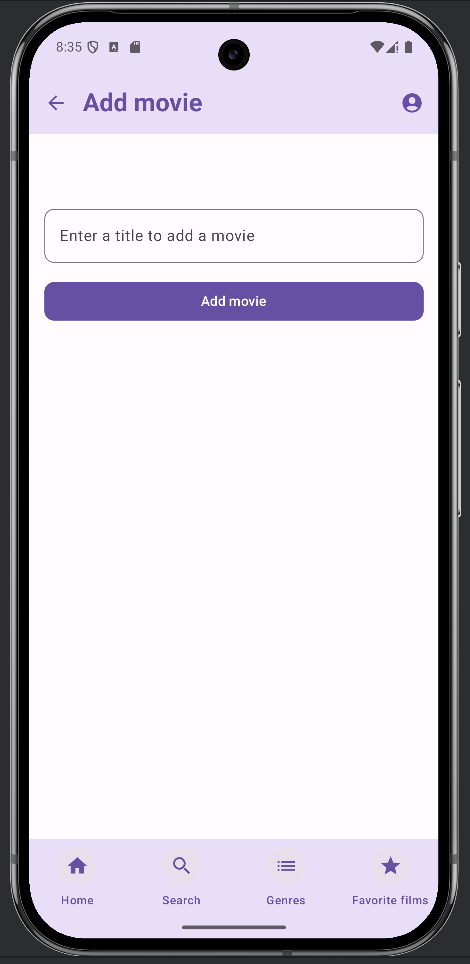 8:35
Add movie
Enter a title to add a movie
Add movie
Home Search Genres Favorite films